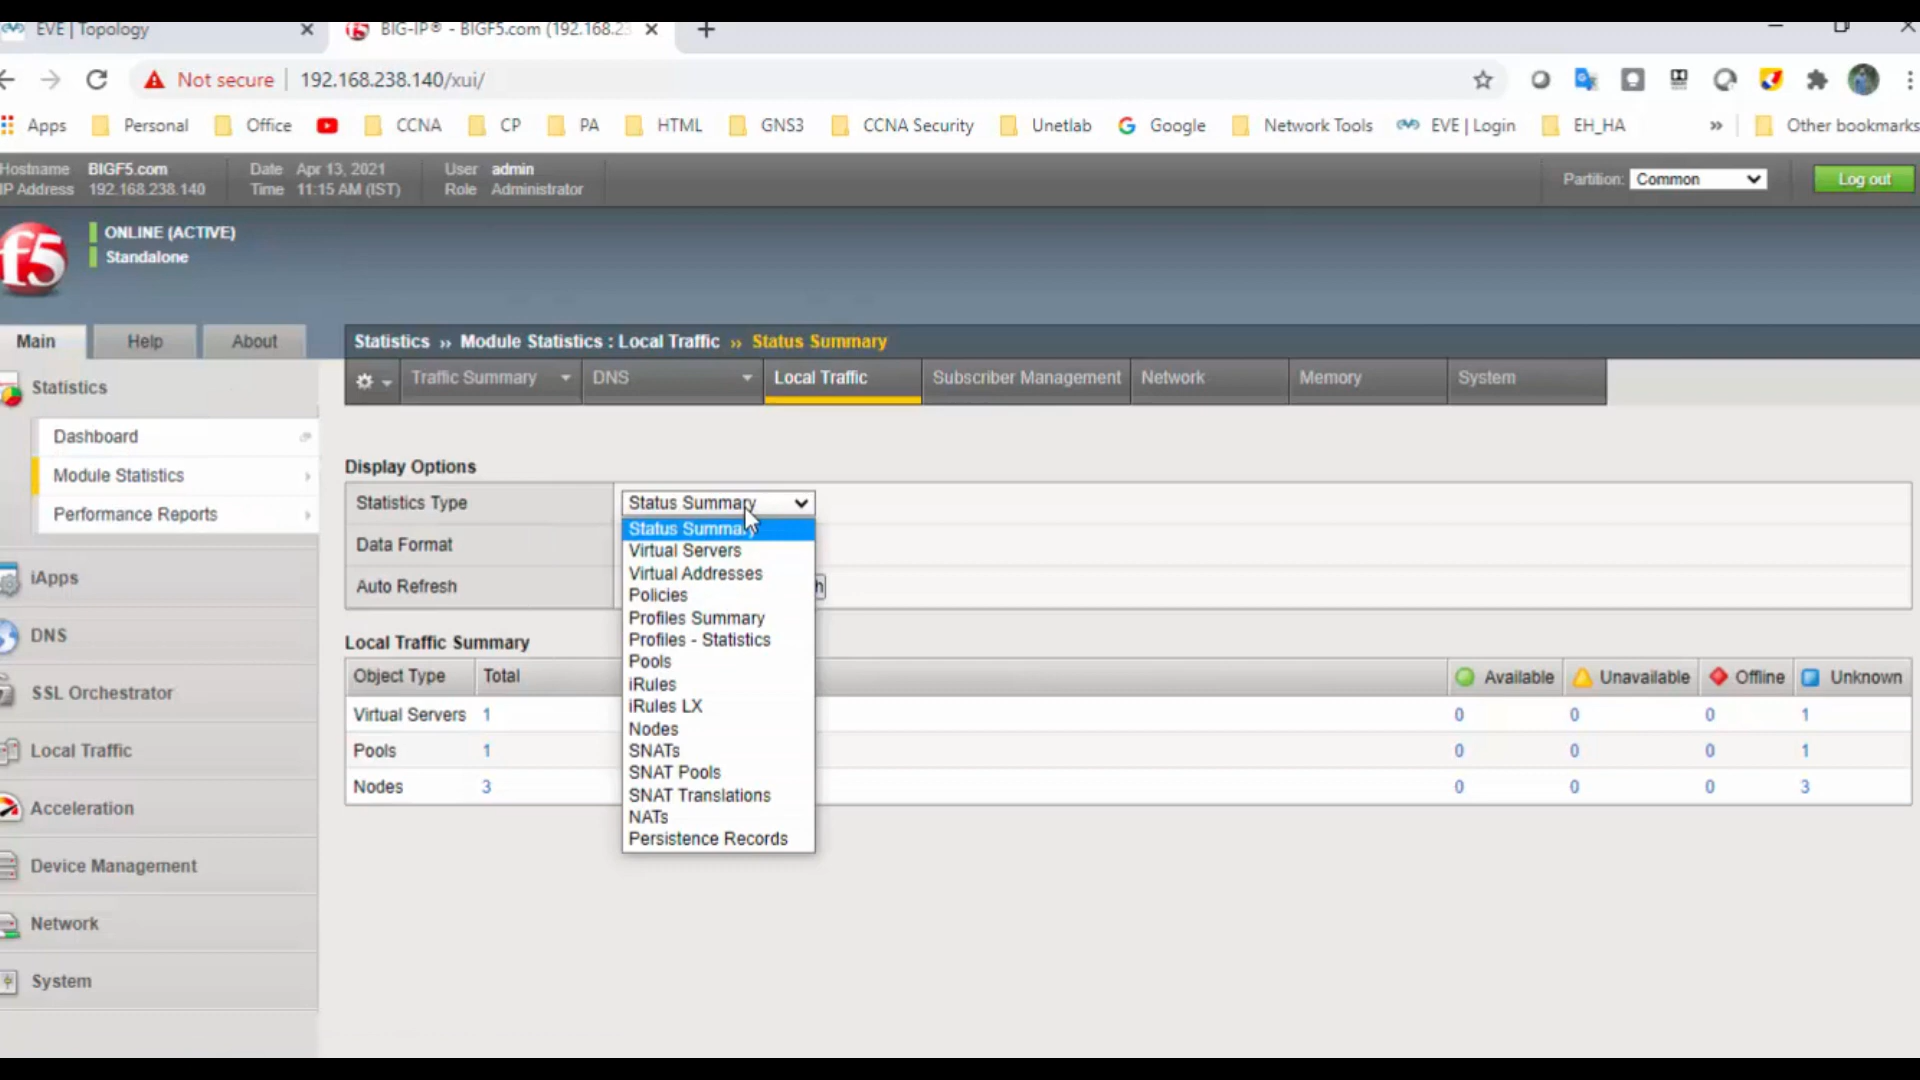 EVE | Topology
BIG-IP® - BIGF5.com (192.168.23
Not secure 192.168.238.140/xui/
Apps Personal Office CCNA CP PA HTML GNS3 CCNA Security Unetlab Google Network Tools EVE | Login EH_HA » Other bookmarks
Hostname BIGF5.com Date Apr 13, 2021 User admin
IP Address 192.168.238.140 Time 11:15 AM (IST) Role Administrator
Partition: Common Log out
f5
ONLINE (ACTIVE)
Standalone
Main Help About
Statistics ›› Module Statistics : Local Traffic ›› Status Summary
Traffic Summary DNS Local Traffic Subscriber Management Network Memory System
Statistics
Dashboard
Module Statistics
Performance Reports
iApps
DNS
SSL Orchestrator
Local Traffic
Acceleration
Device Management
Network
System
Display Options
Statistics Type Status Summary
Data Format
Auto Refresh h
Status Summary
Virtual Servers
Virtual Addresses
Policies
Profiles Summary
Profiles - Statistics
Pools
iRules
iRules LX
Nodes
SNATs
SNAT Pools
SNAT Translations
NATs
Persistence Records
Local Traffic Summary
Object Type Total Available Unavailable Offline Unknown
Virtual Servers 1 0 0 0 1
Pools 1 0 0 0 1
Nodes 3 0 0 0 3